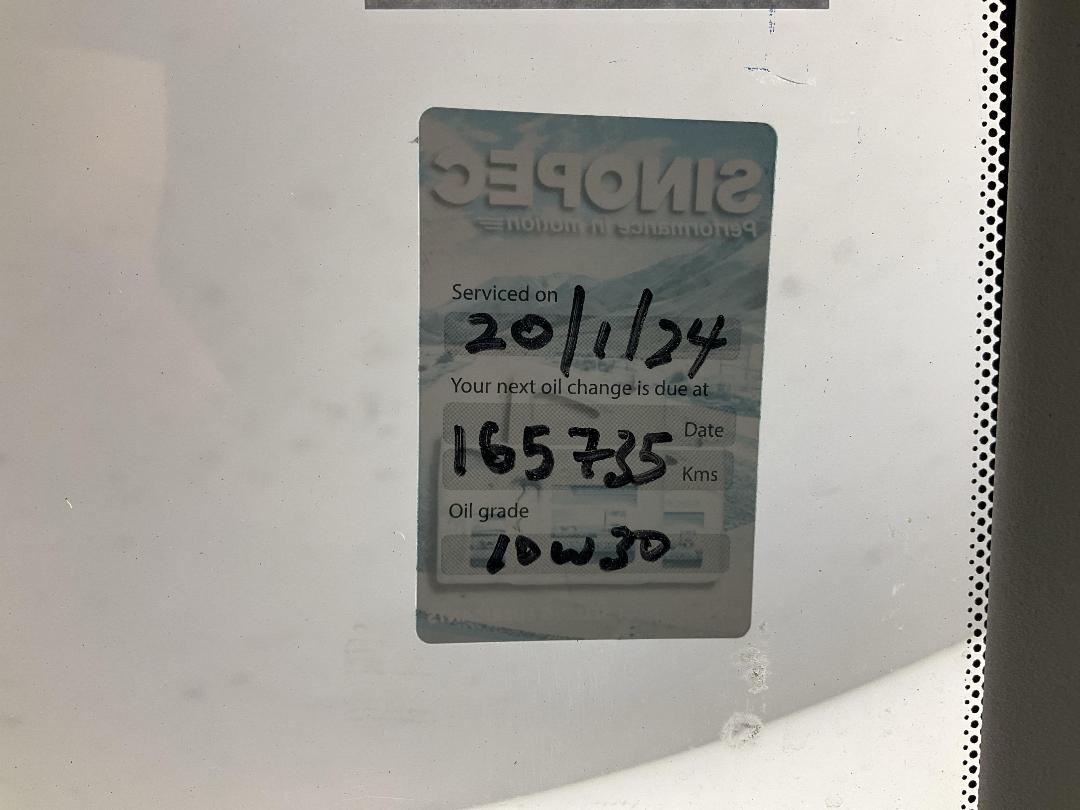 SINOPEC
Performance in motion
Serviced on
20/1/24
Your next oil change is due at
Date
165735
Kms
Oil grade
10W30